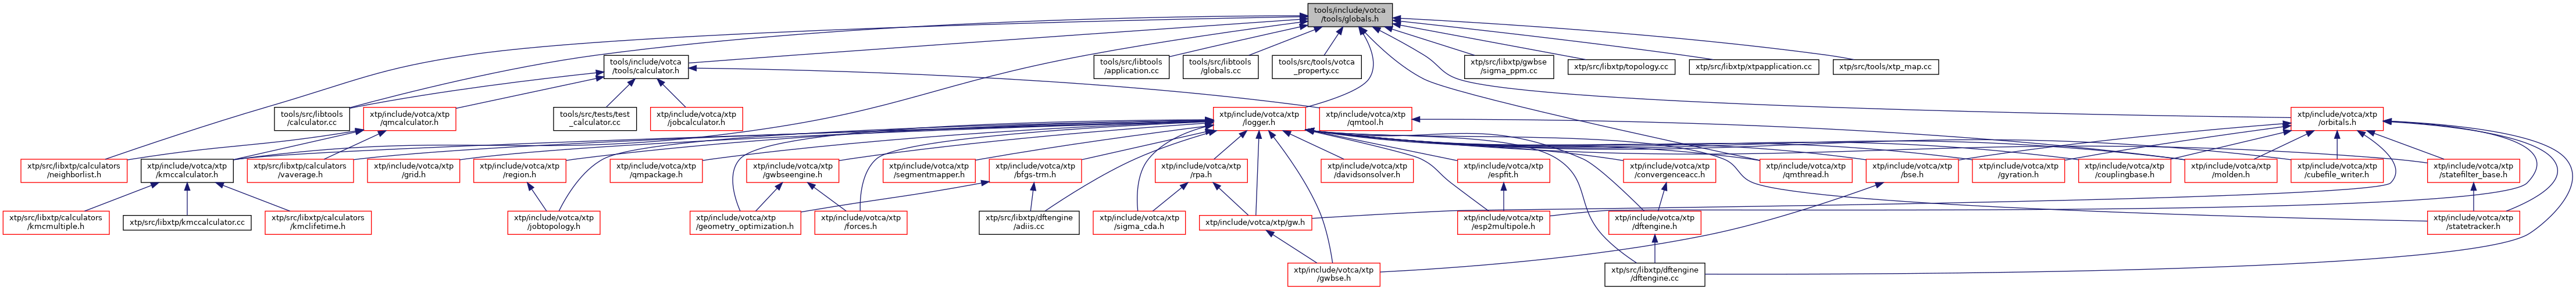 tools/include/votca
/tools/globals.h
tools/include/votca
/tools/calculator.h
tools/src/libtools
/application.cc
tools/src/libtools
/globals.cc
tools/src/tools/votca
_property.cc
xtp/src/libxtp/gwbse
/sigma_ppm.cc
xtp/src/libxtp/topology.cc
xtp/src/libxtp/xtpapplication.cc
xtp/src/tools/xtp_map.cc
tools/src/libtools
/calculator.cc
xtp/include/votca/xtp
/qmcalculator.h
tools/src/tests/test
_calculator.cc
xtp/include/votca/xtp
/jobcalculator.h
xtp/include/votca/xtp
/logger.h
xtp/include/votca/xtp
/qmtool.h
xtp/include/votca/xtp
/orbitals.h
xtp/src/libxtp/calculators
/neighborlist.h
xtp/include/votca/xtp
/kmccalculator.h
xtp/src/libxtp/calculators
/vaverage.h
xtp/include/votca/xtp
/grid.h
xtp/include/votca/xtp
/region.h
xtp/include/votca/xtp
/qmpackage.h
xtp/include/votca/xtp
/gwbseengine.h
xtp/include/votca/xtp
/segmentmapper.h
xtp/include/votca/xtp
/bfgs-trm.h
xtp/include/votca/xtp
/rpa.h
xtp/include/votca/xtp
/davidsonsolver.h
xtp/include/votca/xtp
/espfit.h
xtp/include/votca/xtp
/convergenceacc.h
xtp/include/votca/xtp
/qmthread.h
xtp/include/votca/xtp
/bse.h
xtp/include/votca/xtp
/gyration.h
xtp/include/votca/xtp
/couplingbase.h
xtp/include/votca/xtp
/molden.h
xtp/include/votca/xtp
/cubefile_writer.h
xtp/include/votca/xtp
/statefilter_base.h
xtp/src/libxtp/calculators
/kmcmultiple.h
xtp/src/libxtp/kmccalculator.cc
xtp/src/libxtp/calculators
/kmclifetime.h
xtp/include/votca/xtp
/jobtopology.h
xtp/include/votca/xtp
/geometry_optimization.h
xtp/include/votca/xtp
/forces.h
xtp/src/libxtp/dftengine
/adiis.cc
xtp/include/votca/xtp
/sigma_cda.h
xtp/include/votca/xtp/gw.h
xtp/include/votca/xtp
/esp2multipole.h
xtp/include/votca/xtp
/dftengine.h
xtp/include/votca/xtp
/statetracker.h
xtp/include/votca/xtp
/gwbse.h
xtp/src/libxtp/dftengine
/dftengine.cc